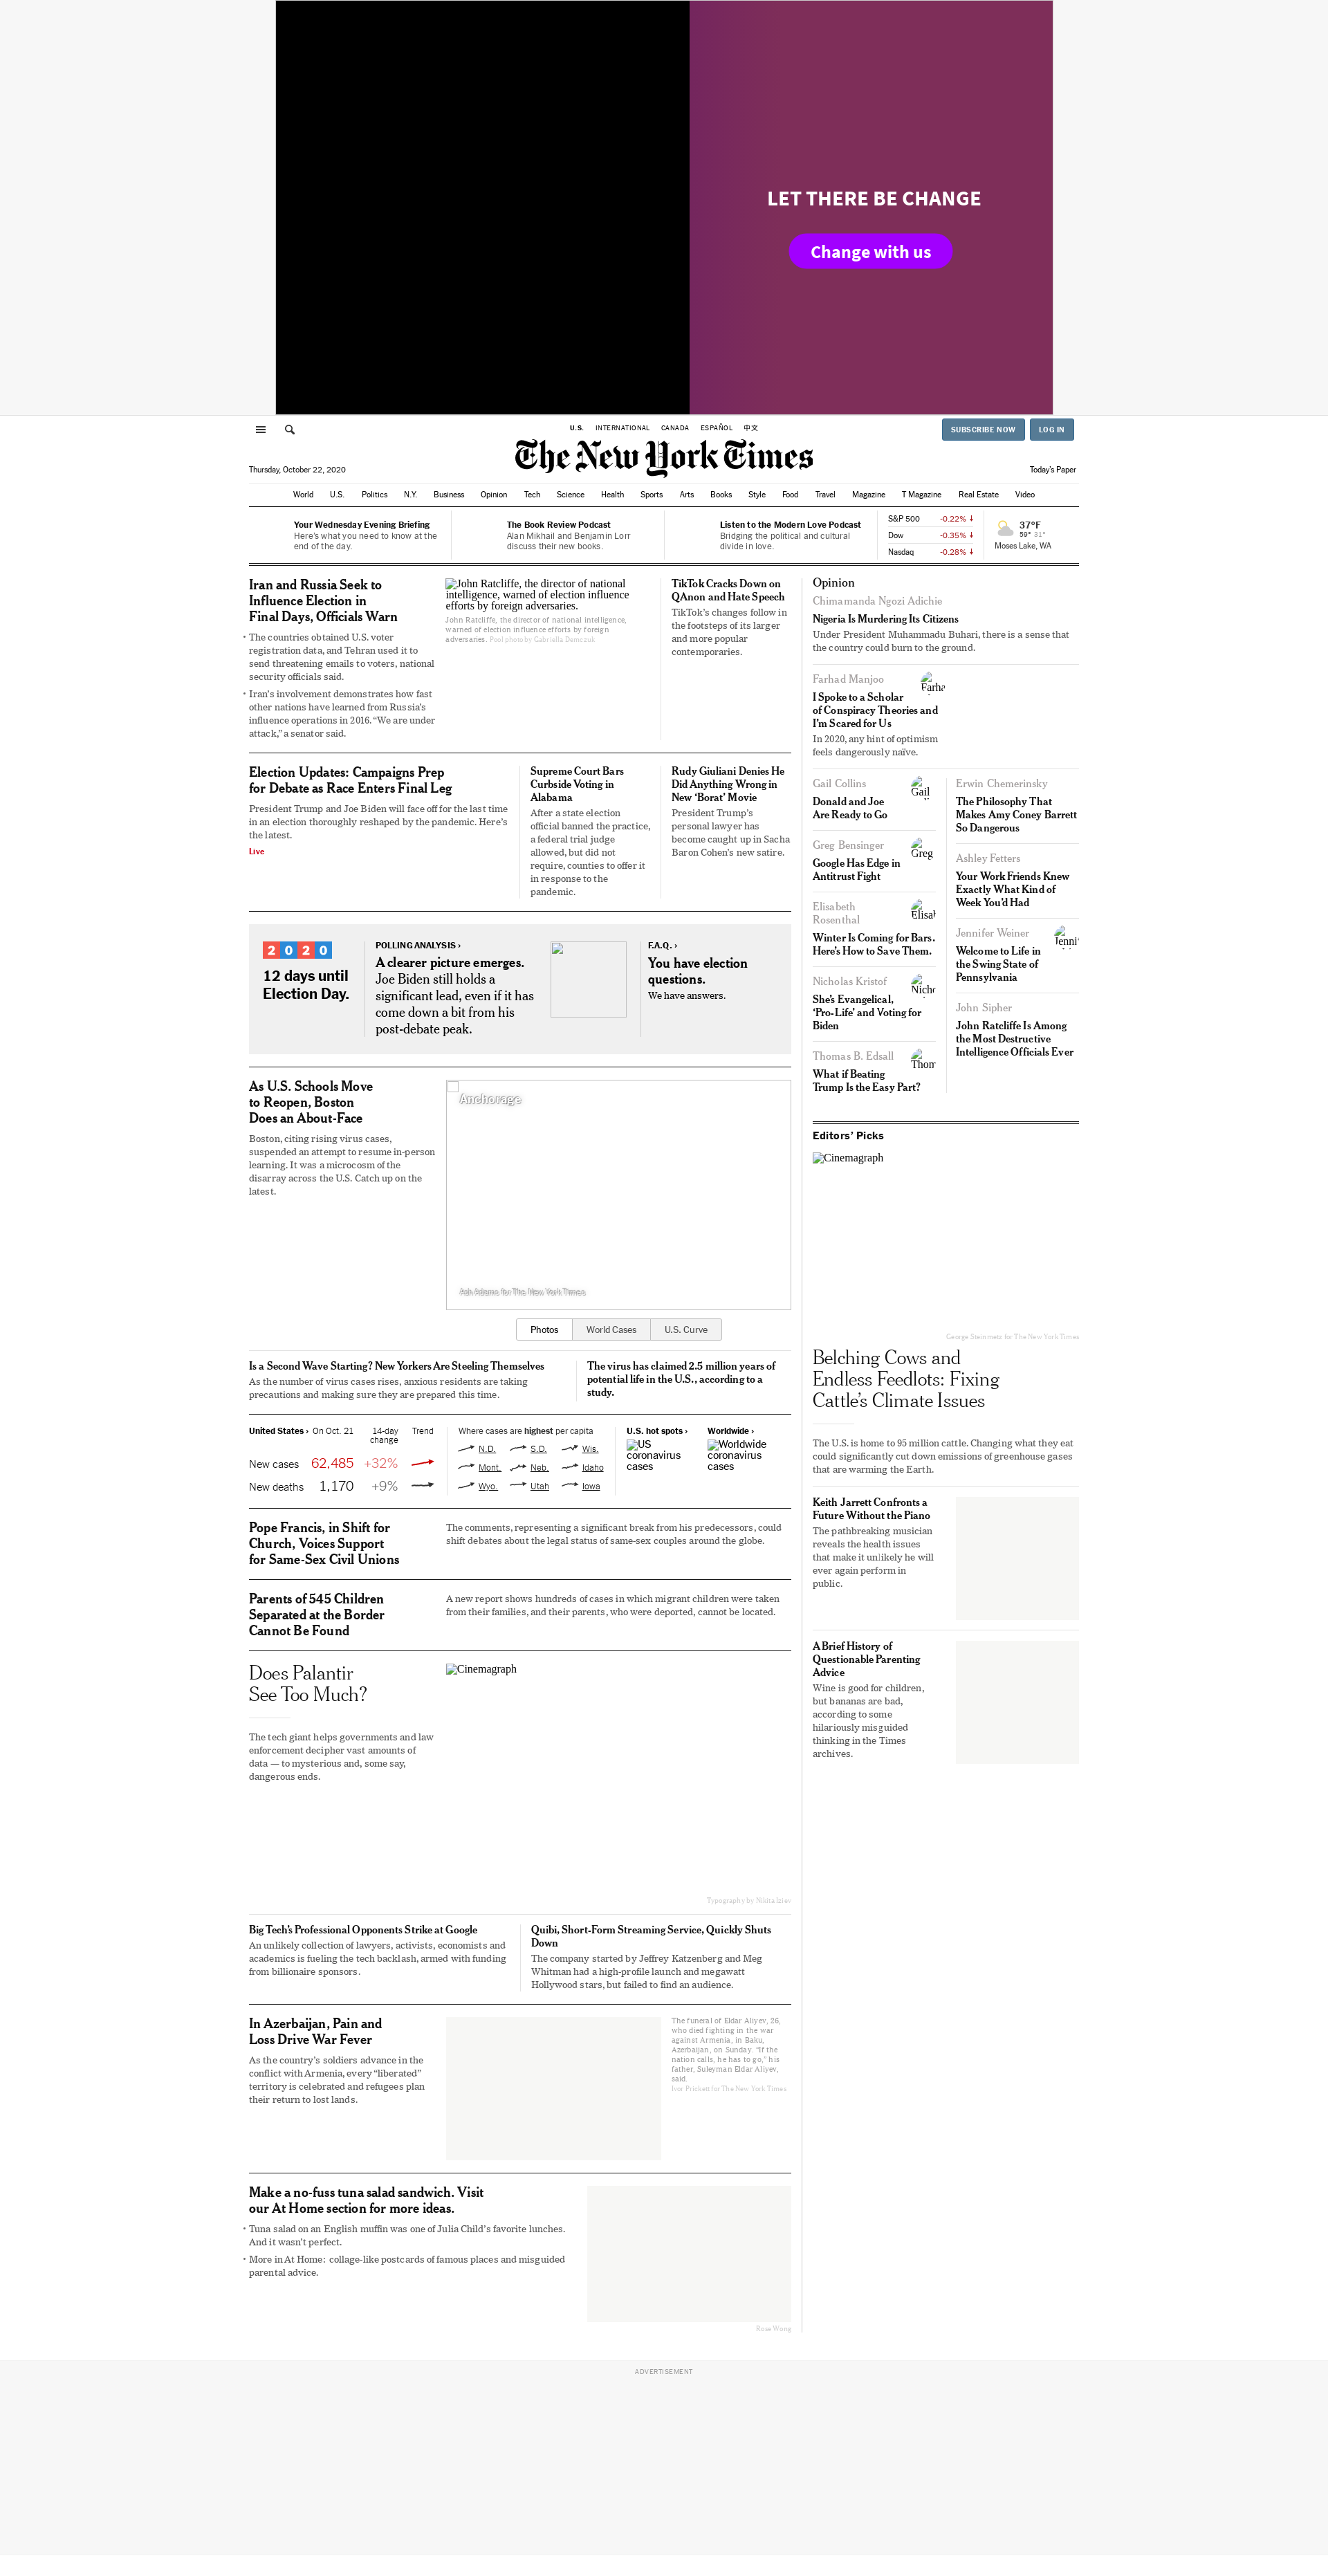 LET THERE BE CHANGE
Change with us
U.S. INTERNATIONAL CANADA ESPAÑOL 中文
SUBSCRIBE NOW LOG IN
The New York Times
Thursday, October 22, 2020
Today's Paper
World U.S. Politics N.Y. Business Opinion Tech Science Health Sports Arts Books Style Food Travel Magazine T Magazine Real Estate Video
Your Wednesday Evening Briefing
Here's what you need to know at the
end of the day.
The Book Review Podcast
Alan Mikhail and Benjamin Lorr
discuss their new books.
Listen to the Modern Love Podcast
Bridging the political and cultural
divide in love.
S&P 500 -0.22%
Dow -0.35%
Nasdaq -0.28%
37°F
59° 31°
Moses Lake, WA
Iran and Russia Seek to
Influence Election in
Final Days, Officials Warn
• The countries obtained U.S. voter
registration data, and Tehran used it to
send threatening emails to voters, national
security officials said.
• Iran's involvement demonstrates how fast
other nations have learned from Russia's
influence operations in 2016. “We are under
attack,” a senator said.
John Ratcliffe, the director of national
intelligence, warned of election influence
efforts by foreign adversaries.
John Ratcliffe, the director of national intelligence,
warned of election influence efforts by foreign
adversaries. Pool photo by Gabriella Demczuk
TikTok Cracks Down on
QAnon and Hate Speech
TikTok's changes follow in
the footsteps of its larger
and more popular
contemporaries.
Election Updates: Campaigns Prep
for Debate as Race Enters Final Leg
President Trump and Joe Biden will face off for the last time
in an election thoroughly reshaped by the pandemic. Here's
the latest.
Live
Supreme Court Bars
Curbside Voting in
Alabama
After a state election
official banned the practice,
a federal trial judge
allowed, but did not
require, counties to offer it
in response to the
pandemic.
Rudy Giuliani Denies He
Did Anything Wrong in
New ‘Borat’ Movie
President Trump's
personal lawyer has
become caught up in Sacha
Baron Cohen's new satire.
2020
12 days until
Election Day.
POLLING ANALYSIS ›
A clearer picture emerges.
Joe Biden still holds a
significant lead, even if it has
come down a bit from his
post-debate peak.
F.A.Q. ›
You have election
questions.
We have answers.
As U.S. Schools Move
to Reopen, Boston
Does an About-Face
Boston, citing rising virus cases,
suspended an attempt to resume in-person
learning. It was a microcosm of the
disarray across the U.S. Catch up on the
latest.
Anchorage
Ash Adams for The New York Times
Photos World Cases U.S. Curve
Is a Second Wave Starting? New Yorkers Are Steeling Themselves
As the number of virus cases rises, anxious residents are taking
precautions and making sure they are prepared this time.
The virus has claimed 2.5 million years of
potential life in the U.S., according to a
study.
United States › On Oct. 21 14-day
change Trend
New cases 62,485 +32%
New deaths 1,170 +9%
Where cases are highest per capita
N.D. S.D. Wis.
Mont. Neb. Idaho
Wyo. Utah Iowa
U.S. hot spots ›
US
coronavirus
cases
Worldwide ›
Worldwide
coronavirus
cases
Pope Francis, in Shift for
Church, Voices Support
for Same-Sex Civil Unions
The comments, representing a significant break from his predecessors, could
shift debates about the legal status of same-sex couples around the globe.
Parents of 545 Children
Separated at the Border
Cannot Be Found
A new report shows hundreds of cases in which migrant children were taken
from their families, and their parents, who were deported, cannot be located.
Does Palantir
See Too Much?
The tech giant helps governments and law
enforcement decipher vast amounts of
data — to mysterious and, some say,
dangerous ends.
Cinemagraph
Typography by Nikita Iziev
Big Tech's Professional Opponents Strike at Google
An unlikely collection of lawyers, activists, economists and
academics is fueling the tech backlash, armed with funding
from billionaire sponsors.
Quibi, Short-Form Streaming Service, Quickly Shuts
Down
The company started by Jeffrey Katzenberg and Meg
Whitman had a high-profile launch and megawatt
Hollywood stars, but failed to find an audience.
In Azerbaijan, Pain and
Loss Drive War Fever
As the country's soldiers advance in the
conflict with Armenia, every “liberated”
territory is celebrated and refugees plan
their return to lost lands.
The funeral of Eldar Aliyev, 26,
who died fighting in the war
against Armenia, in Baku,
Azerbaijan, on Sunday. “If the
nation calls, he has to go,” his
father, Suleyman Eldar Aliyev,
said.
Ivor Prickett for The New York Times
Make a no-fuss tuna salad sandwich. Visit
our At Home section for more ideas.
• Tuna salad on an English muffin was one of Julia Child's favorite lunches.
And it wasn't perfect.
• More in At Home: collage-like postcards of famous places and misguided
parental advice.
Rose Wong
Opinion
Chimamanda Ngozi Adichie
Nigeria Is Murdering Its Citizens
Under President Muhammadu Buhari, there is a sense that
the country could burn to the ground.
Farhad Manjoo
Farha
I Spoke to a Scholar
of Conspiracy Theories and
I'm Scared for Us
In 2020, any hint of optimism
feels dangerously naïve.
Gail Collins
Gail
Donald and Joe
Are Ready to Go
Greg Bensinger
Greg
Google Has Edge in
Antitrust Fight
Elisabeth
Rosenthal
Elisab
Winter Is Coming for Bars.
Here's How to Save Them.
Nicholas Kristof
Nicho
She's Evangelical,
‘Pro-Life’ and Voting for
Biden
Thomas B. Edsall
Thom
What if Beating
Trump Is the Easy Part?
Erwin Chemerinsky
The Philosophy That
Makes Amy Coney Barrett
So Dangerous
Ashley Fetters
Your Work Friends Knew
Exactly What Kind of
Week You'd Had
Jennifer Weiner
Jenni
Welcome to Life in
the Swing State of
Pennsylvania
John Sipher
John Ratcliffe Is Among
the Most Destructive
Intelligence Officials Ever
Editors' Picks
Cinemagraph
George Steinmetz for The New York Times
Belching Cows and
Endless Feedlots: Fixing
Cattle's Climate Issues
The U.S. is home to 95 million cattle. Changing what they eat
could significantly cut down emissions of greenhouse gases
that are warming the Earth.
Keith Jarrett Confronts a
Future Without the Piano
The pathbreaking musician
reveals the health issues
that make it unlikely he will
ever again perform in
public.
A Brief History of
Questionable Parenting
Advice
Wine is good for children,
but bananas are bad,
according to some
hilariously misguided
thinking in the Times
archives.
ADVERTISEMENT